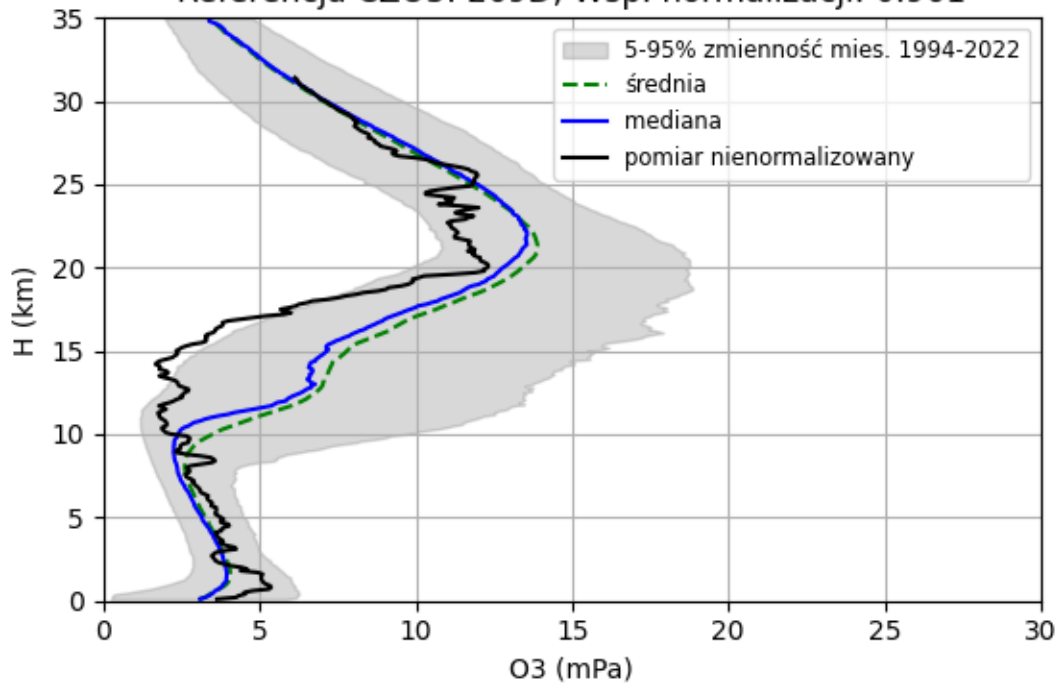 5-95% zmienność mies. 1994-2022
średnia
mediana
pomiar nienormalizowany
H (km)
35
30
25
20
15
10
5
0
0 5 10 15 20 25 30
O3 (mPa)